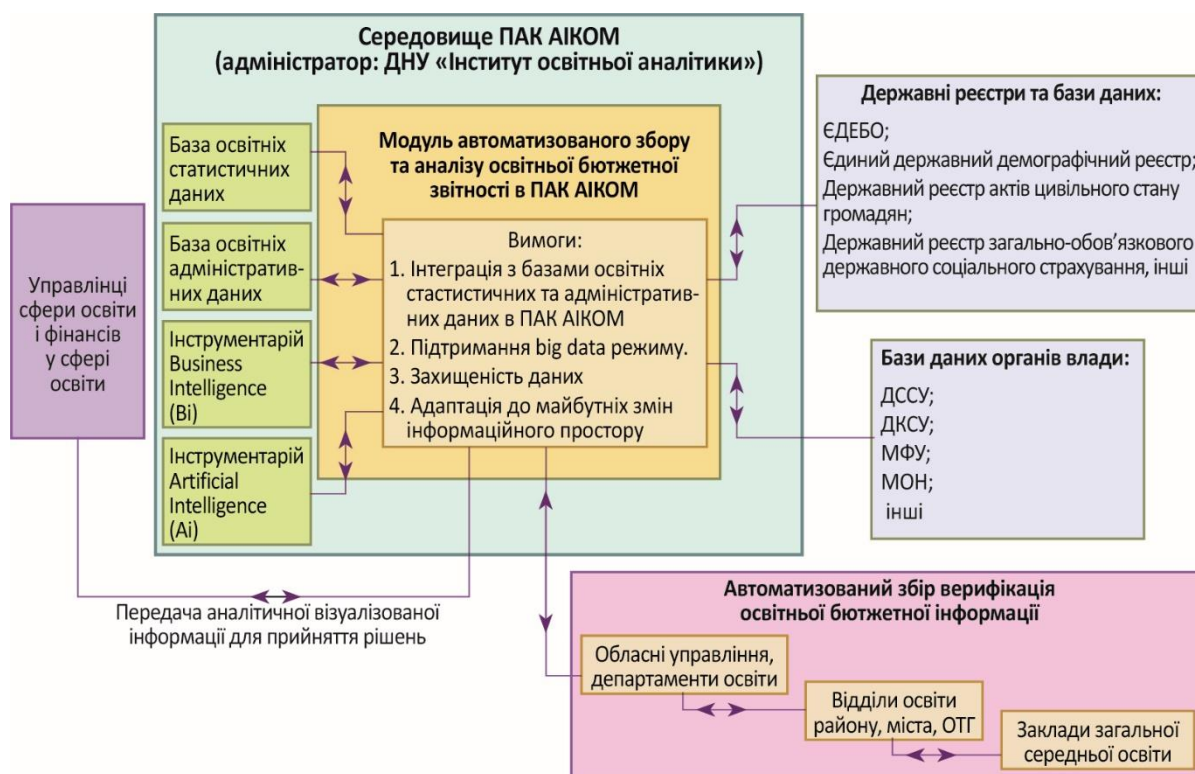 Середовище ПАК АІКОМ
(адміністратор: ДНУ «Інститут освітньої аналітики»)
Управлінці
сфери освіти
і фінансів
у сфері
освіти
База освітніх
статистичних
даних
База освітніх
адміністратив-
них даних
Інструментарій
Business
Intelligence
(Bi)
Інструментарій
Artificial
Intelligence
(Ai)
Модуль автоматизованого збору
та аналізу освітньої бютжетної
звітності в ПАК АІКОМ
Вимоги:
1. Інтеграція з базами освітніх
стастистичних та адміністратив-
них даних в ПАК АІКОМ
2. Підтримання big data режиму.
3. Захищеність даних
4. Адаптація до майбутніх змін
інформаційного простору
Державні реєстри та бази даних:
ЄДЕБО;
Єдиний державний демографічний реєстр;
Державний реєстр актів цивільного стану
громадян;
Державний реєстр загально-обов’язкового
державного соціального страхування, інші
Бази даних органів влади:
ДССУ;
ДКСУ;
МФУ;
МОН;
інші
Передача аналітичної візуалізованої
інформації для прийняття рішень
Автоматизований збір верифікація
освітньої бюджетної інформації
Обласні управління,
департаменти освіти
Відділи освіти
району, міста, ОТГ
Заклади загальної
середньої освіти